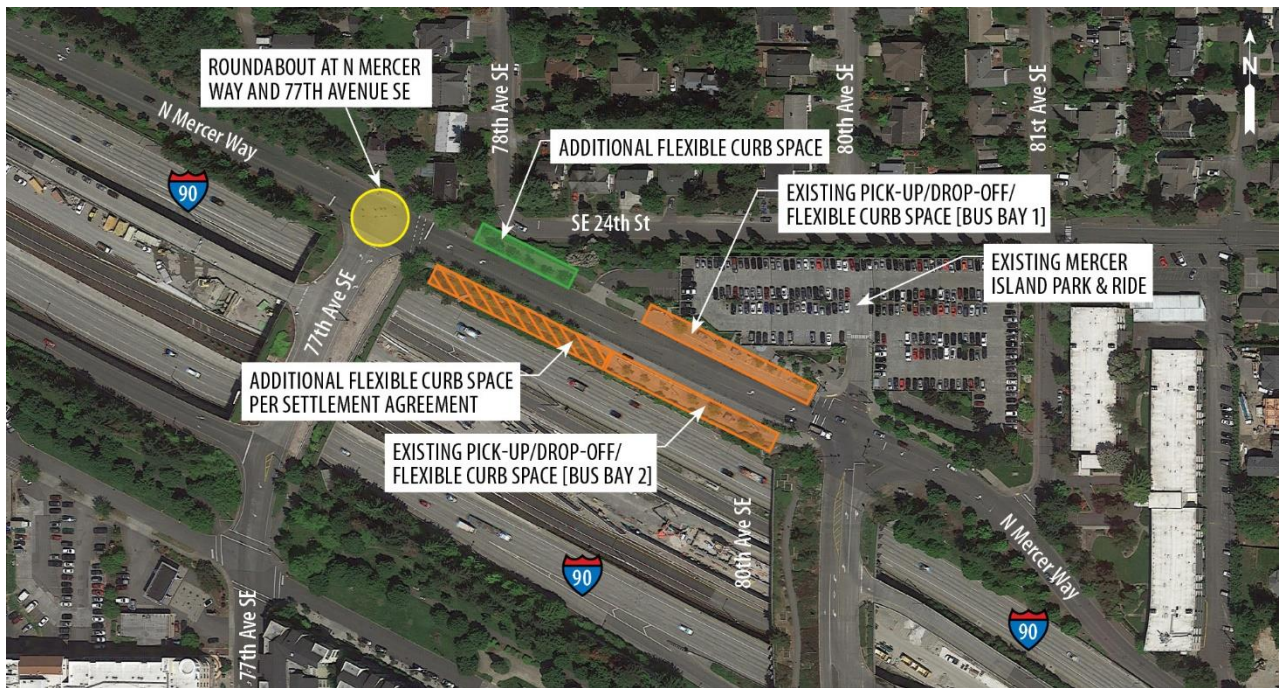 ROUNDABOUT AT N MERCER
WAY AND 77TH AVENUE SE
N Mercer Way
90
78th Ave SE
80th Ave SE
81st Ave SE
N
ADDITIONAL FLEXIBLE CURB SPACE
EXISTING PICK-UP/DROP-OFF/
FLEXIBLE CURB SPACE [BUS BAY 1]
SE 24th St
EXISTING MERCER
ISLAND PARK & RIDE
77th Ave SE
ADDITIONAL FLEXIBLE CURB SPACE
PER SETTLEMENT AGREEMENT
EXISTING PICK-UP/DROP-OFF/
FLEXIBLE CURB SPACE [BUS BAY 2]
80th Ave SE
90
N Mercer Way
90
77th Ave SE